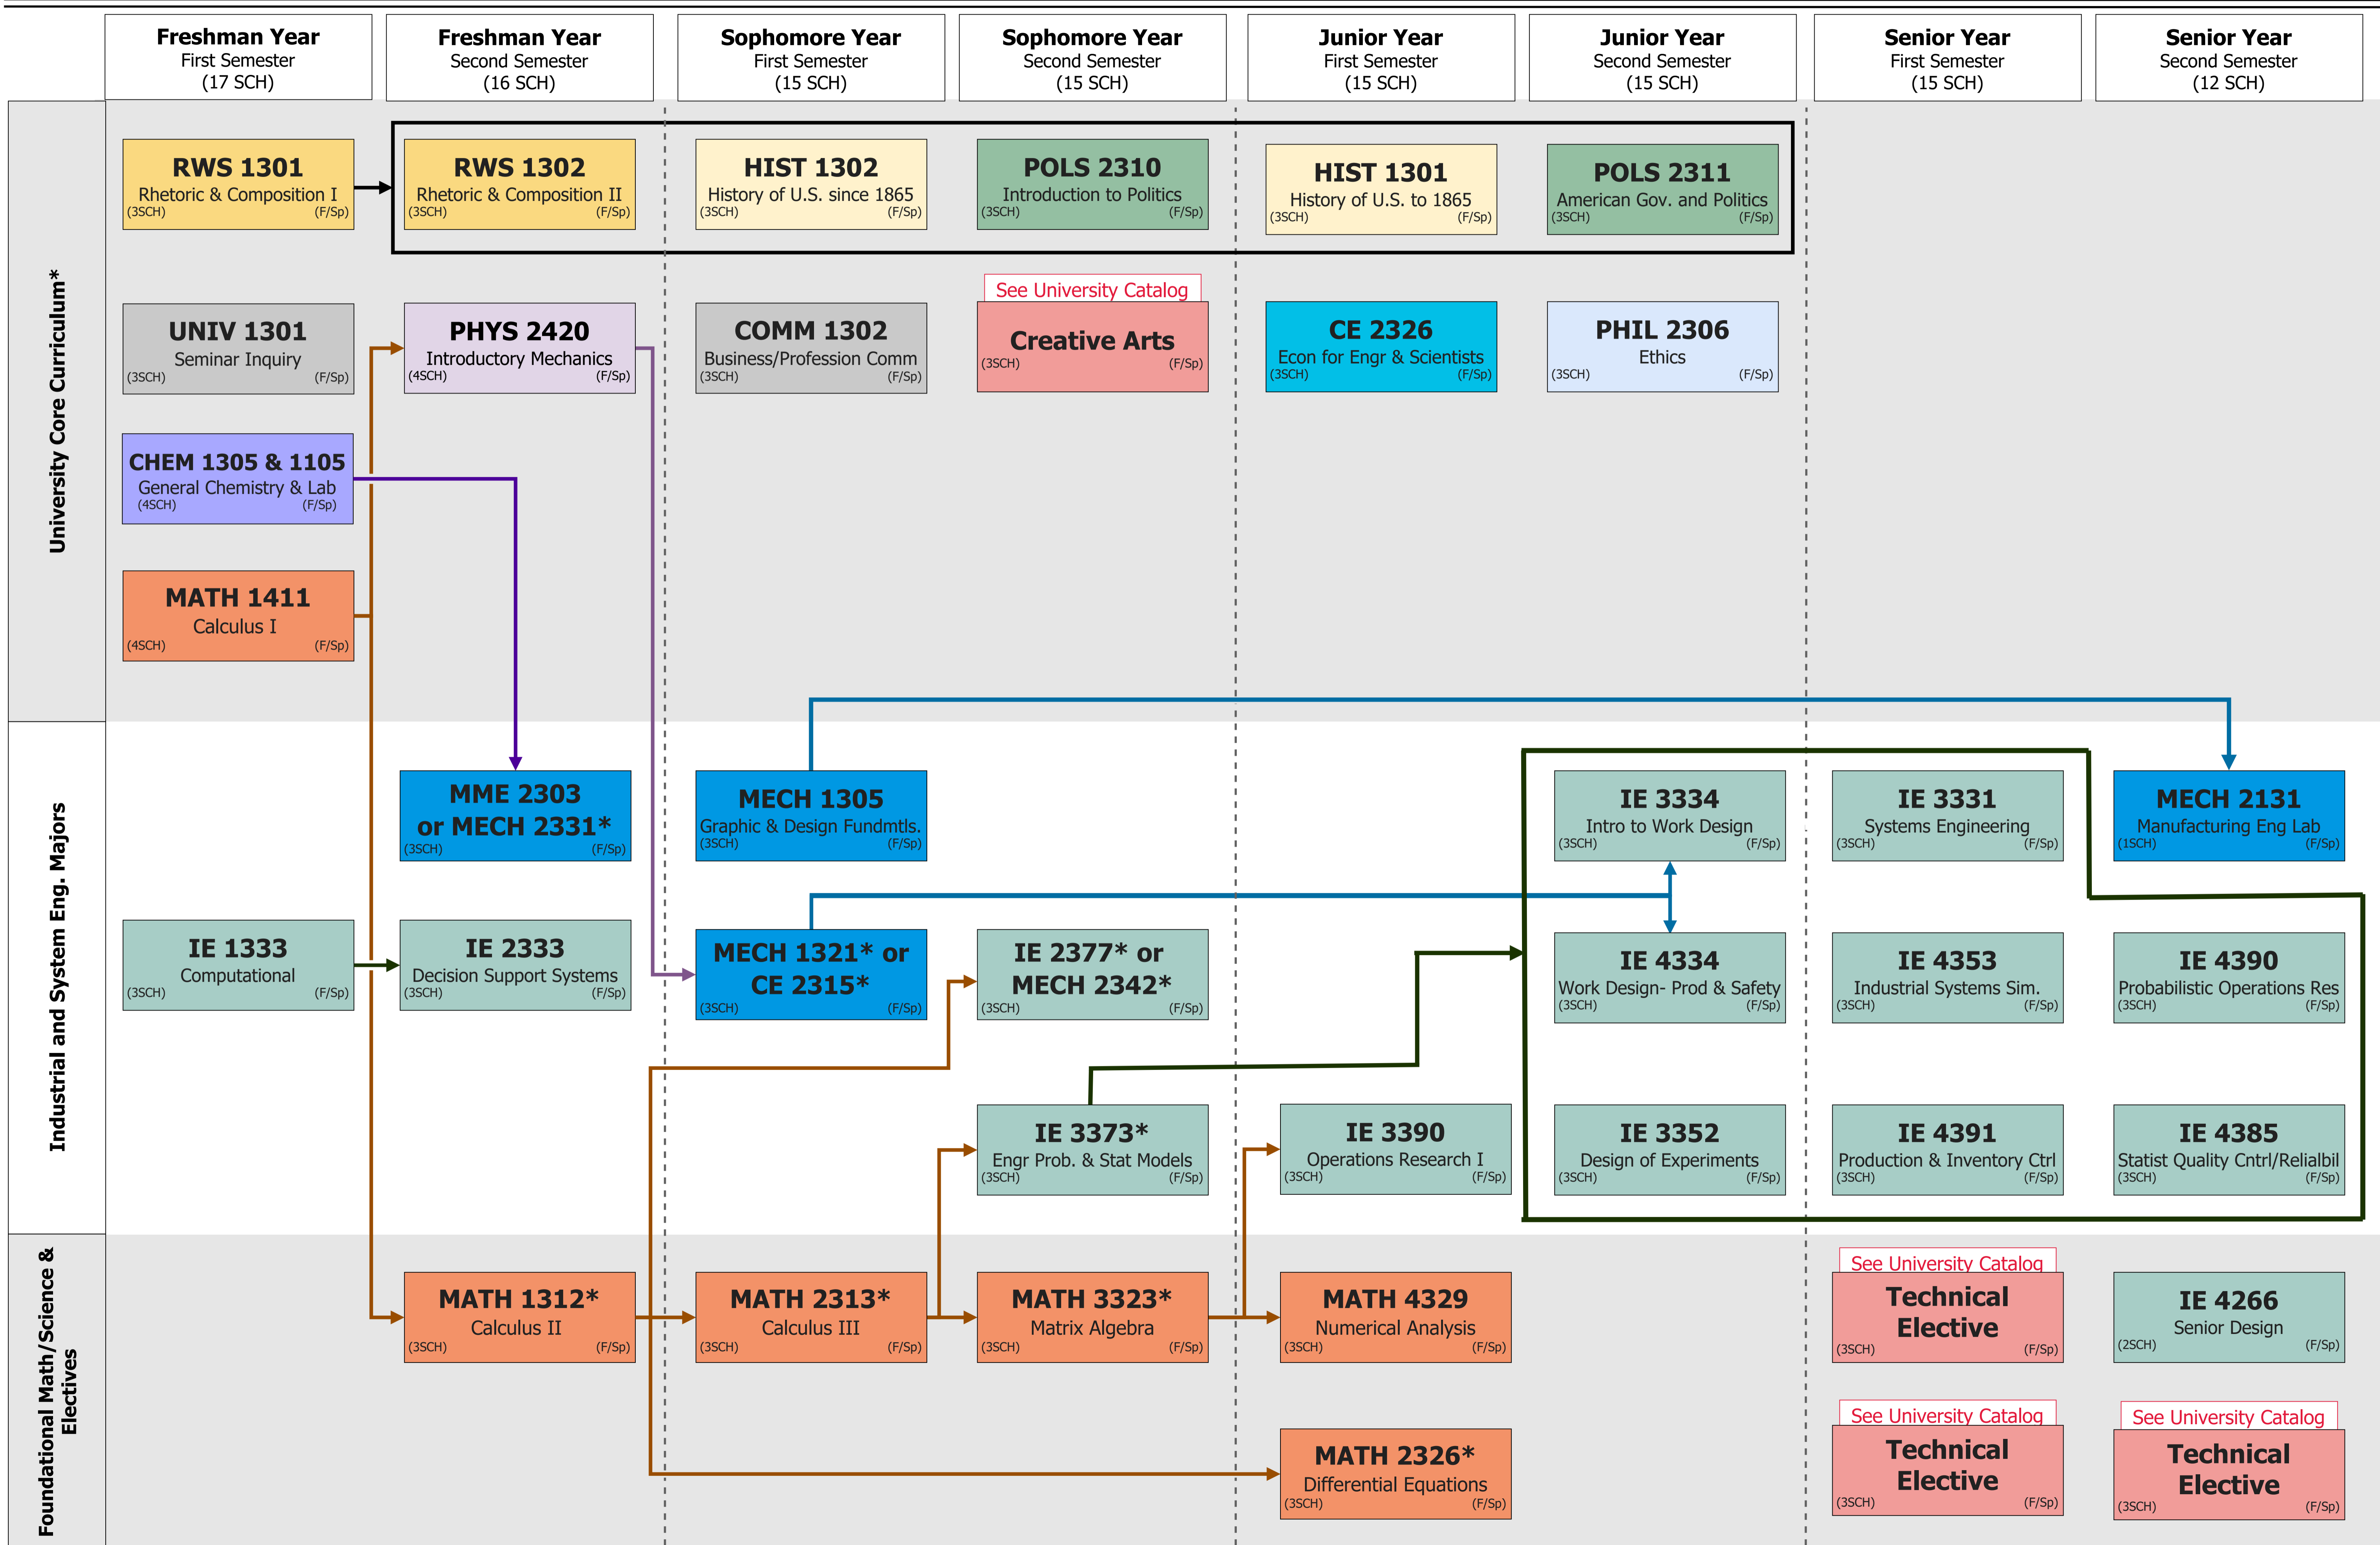 Freshman Year
First Semester
(17 SCH)
Freshman Year
Second Semester
(16 SCH)
Sophomore Year
First Semester
(15 SCH)
Sophomore Year
Second Semester
(15 SCH)
Junior Year
First Semester
(15 SCH)
Junior Year
Second Semester
(15 SCH)
Senior Year
First Semester
(15 SCH)
Senior Year
Second Semester
(12 SCH)
University Core Curriculum*
RWS 1301
Rhetoric & Composition I
(3SCH) (F/Sp)
RWS 1302
Rhetoric & Composition II
(3SCH) (F/Sp)
HIST 1302
History of U.S. since 1865
(3SCH) (F/Sp)
POLS 2310
Introduction to Politics
(3SCH) (F/Sp)
HIST 1301
History of U.S. to 1865
(3SCH) (F/Sp)
POLS 2311
American Gov. and Politics
(3SCH) (F/Sp)
UNIV 1301
Seminar Inquiry
(3SCH) (F/Sp)
PHYS 2420
Introductory Mechanics
(4SCH) (F/Sp)
COMM 1302
Business/Profession Comm
(3SCH) (F/Sp)
See University Catalog
Creative Arts
(3SCH) (F/Sp)
CE 2326
Econ for Engr & Scientists
(3SCH) (F/Sp)
PHIL 2306
Ethics
(3SCH) (F/Sp)
CHEM 1305 & 1105
General Chemistry & Lab
(4SCH) (F/Sp)
MATH 1411
Calculus I
(4SCH) (F/Sp)
Industrial and System Eng. Majors
MME 2303
or MECH 2331*
(3SCH) (F/Sp)
MECH 1305
Graphic & Design Fundmtls.
(3SCH) (F/Sp)
IE 3334
Intro to Work Design
(3SCH) (F/Sp)
IE 3331
Systems Engineering
(3SCH) (F/Sp)
MECH 2131
Manufacturing Eng Lab
(1SCH) (F/Sp)
IE 1333
Computational
(3SCH) (F/Sp)
IE 2333
Decision Support Systems
(3SCH) (F/Sp)
MECH 1321* or
CE 2315*
(3SCH) (F/Sp)
IE 2377* or
MECH 2342*
(3SCH) (F/Sp)
IE 4334
Work Design- Prod & Safety
(3SCH) (F/Sp)
IE 4353
Industrial Systems Sim.
(3SCH) (F/Sp)
IE 4390
Probabilistic Operations Res
(3SCH) (F/Sp)
IE 3373*
Engr Prob. & Stat Models
(3SCH) (F/Sp)
IE 3390
Operations Research I
(3SCH) (F/Sp)
IE 3352
Design of Experiments
(3SCH) (F/Sp)
IE 4391
Production & Inventory Ctrl
(3SCH) (F/Sp)
IE 4385
Statist Quality Cntrl/Relialbil
(3SCH) (F/Sp)
Foundational Math/Science &
Electives
MATH 1312*
Calculus II
(3SCH) (F/Sp)
MATH 2313*
Calculus III
(3SCH) (F/Sp)
MATH 3323*
Matrix Algebra
(3SCH) (F/Sp)
MATH 4329
Numerical Analysis
(3SCH) (F/Sp)
See University Catalog
Technical
Elective
(3SCH) (F/Sp)
IE 4266
Senior Design
(2SCH) (F/Sp)
MATH 2326*
Differential Equations
(3SCH) (F/Sp)
See University Catalog
Technical
Elective
(3SCH) (F/Sp)
See University Catalog
Technical
Elective
(3SCH) (F/Sp)